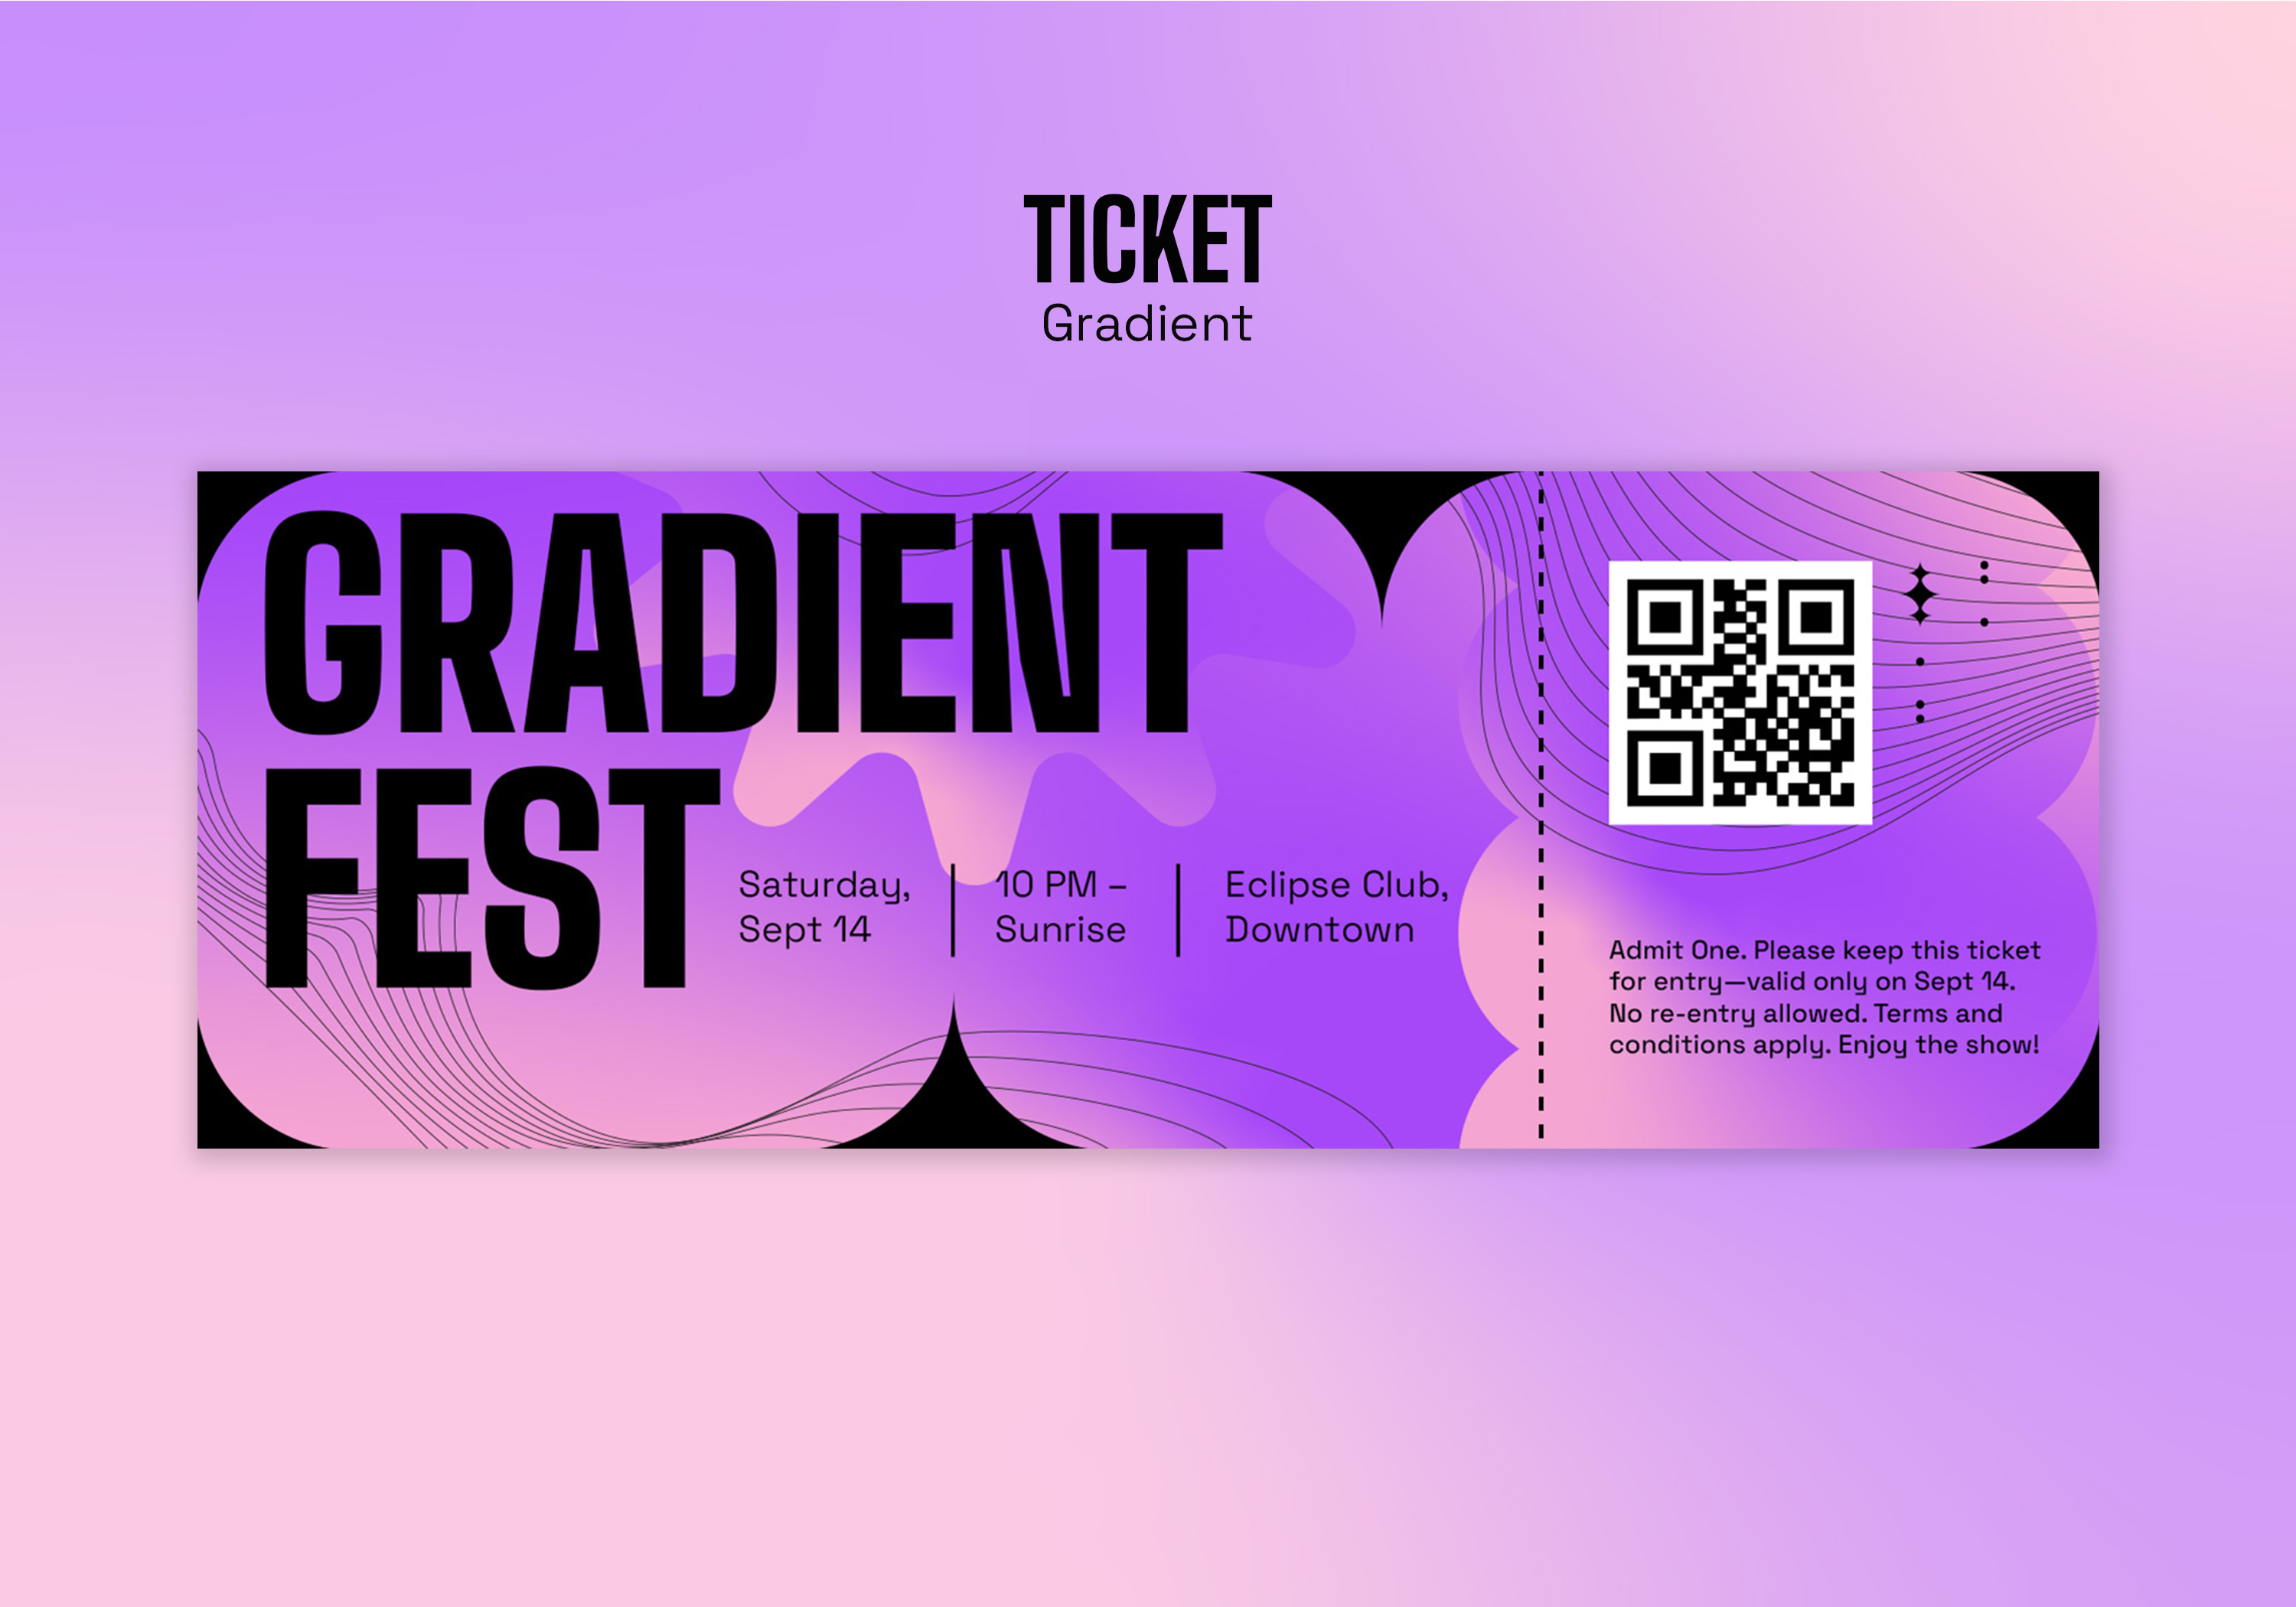 TICKET
Gradient
GRADIENT
FEST
Saturday,
Sept 14
10 PM –
Sunrise
Eclipse Club,
Downtown
Admit One. Please keep this ticket
for entry—valid only on Sept 14.
No re-entry allowed. Terms and
conditions apply. Enjoy the show!